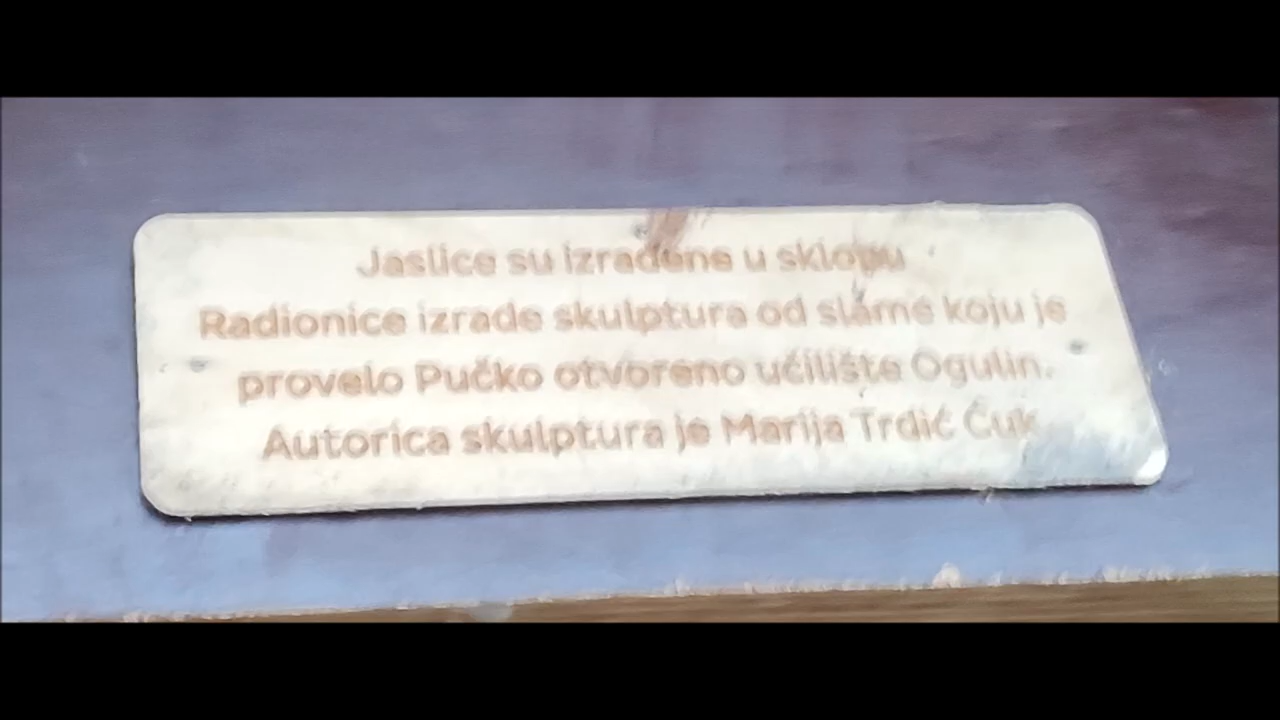 Jaslice su izrađene u sklopu
Radionice izrade skulptura od slame koju je
provelo Pučko otvoreno učilište Ogulin.
Autorica skulptura je Marija Trdić Čuk